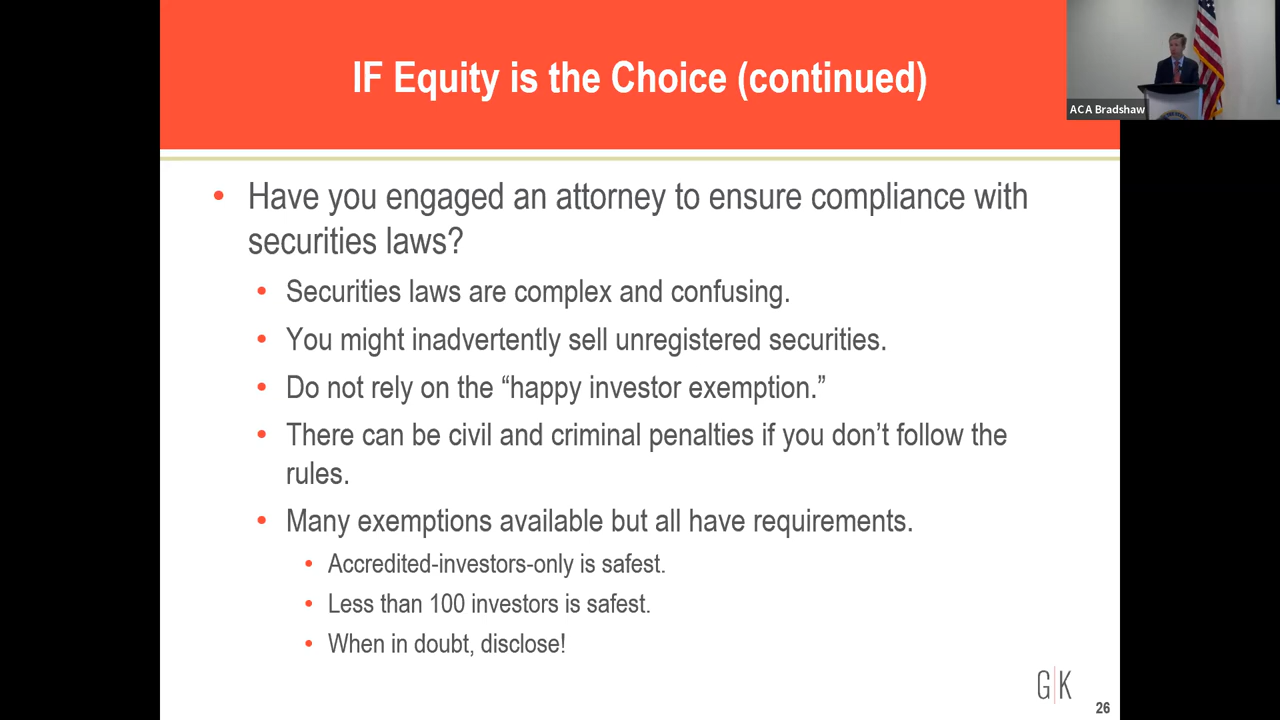 IF Equity is the Choice (continued)
ACA Bradshaw
• Have you engaged an attorney to ensure compliance with
securities laws?
• Securities laws are complex and confusing.
• You might inadvertently sell unregistered securities.
• Do not rely on the “happy investor exemption.”
• There can be civil and criminal penalties if you don’t follow the
rules.
• Many exemptions available but all have requirements.
• Accredited-investors-only is safest.
• Less than 100 investors is safest.
• When in doubt, disclose!
G|K
26